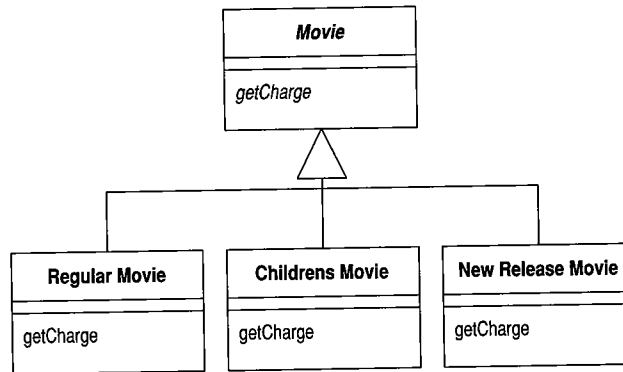 Movie
getCharge
Regular Movie
Childrens Movie
New Release Movie
getCharge
getCharge
getCharge